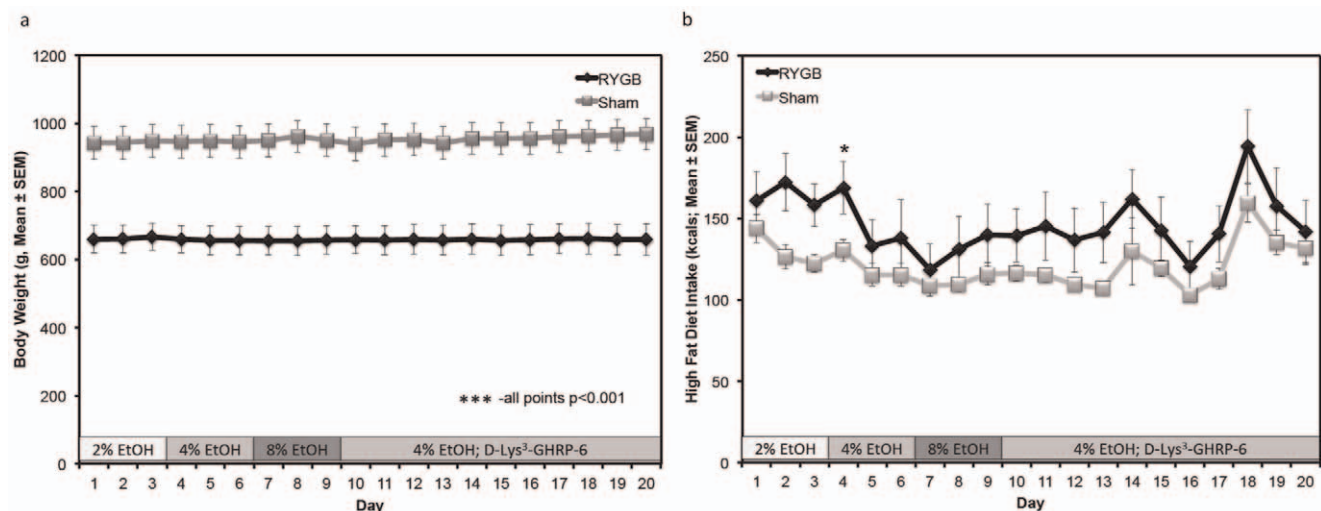 a
1200
1000
800
600
400
200
0
Body Weight (g, Mean ± SEM)
RYGB
Sham
*** -all points p<0.001
2% EtOH
4% EtOH
8% EtOH
4% EtOH; D-Lys³-GHRP-6
1 2 3 4 5 6 7 8 9 10 11 12 13 14 15 16 17 18 19 20
Day
b
250
200
150
100
50
0
High Fat Diet Intake (kcals; Mean ± SEM)
RYGB
Sham
*
2% EtOH
4% EtOH
8% EtOH
4% EtOH; D-Lys³-GHRP-6
1 2 3 4 5 6 7 8 9 10 11 12 13 14 15 16 17 18 19 20
Day